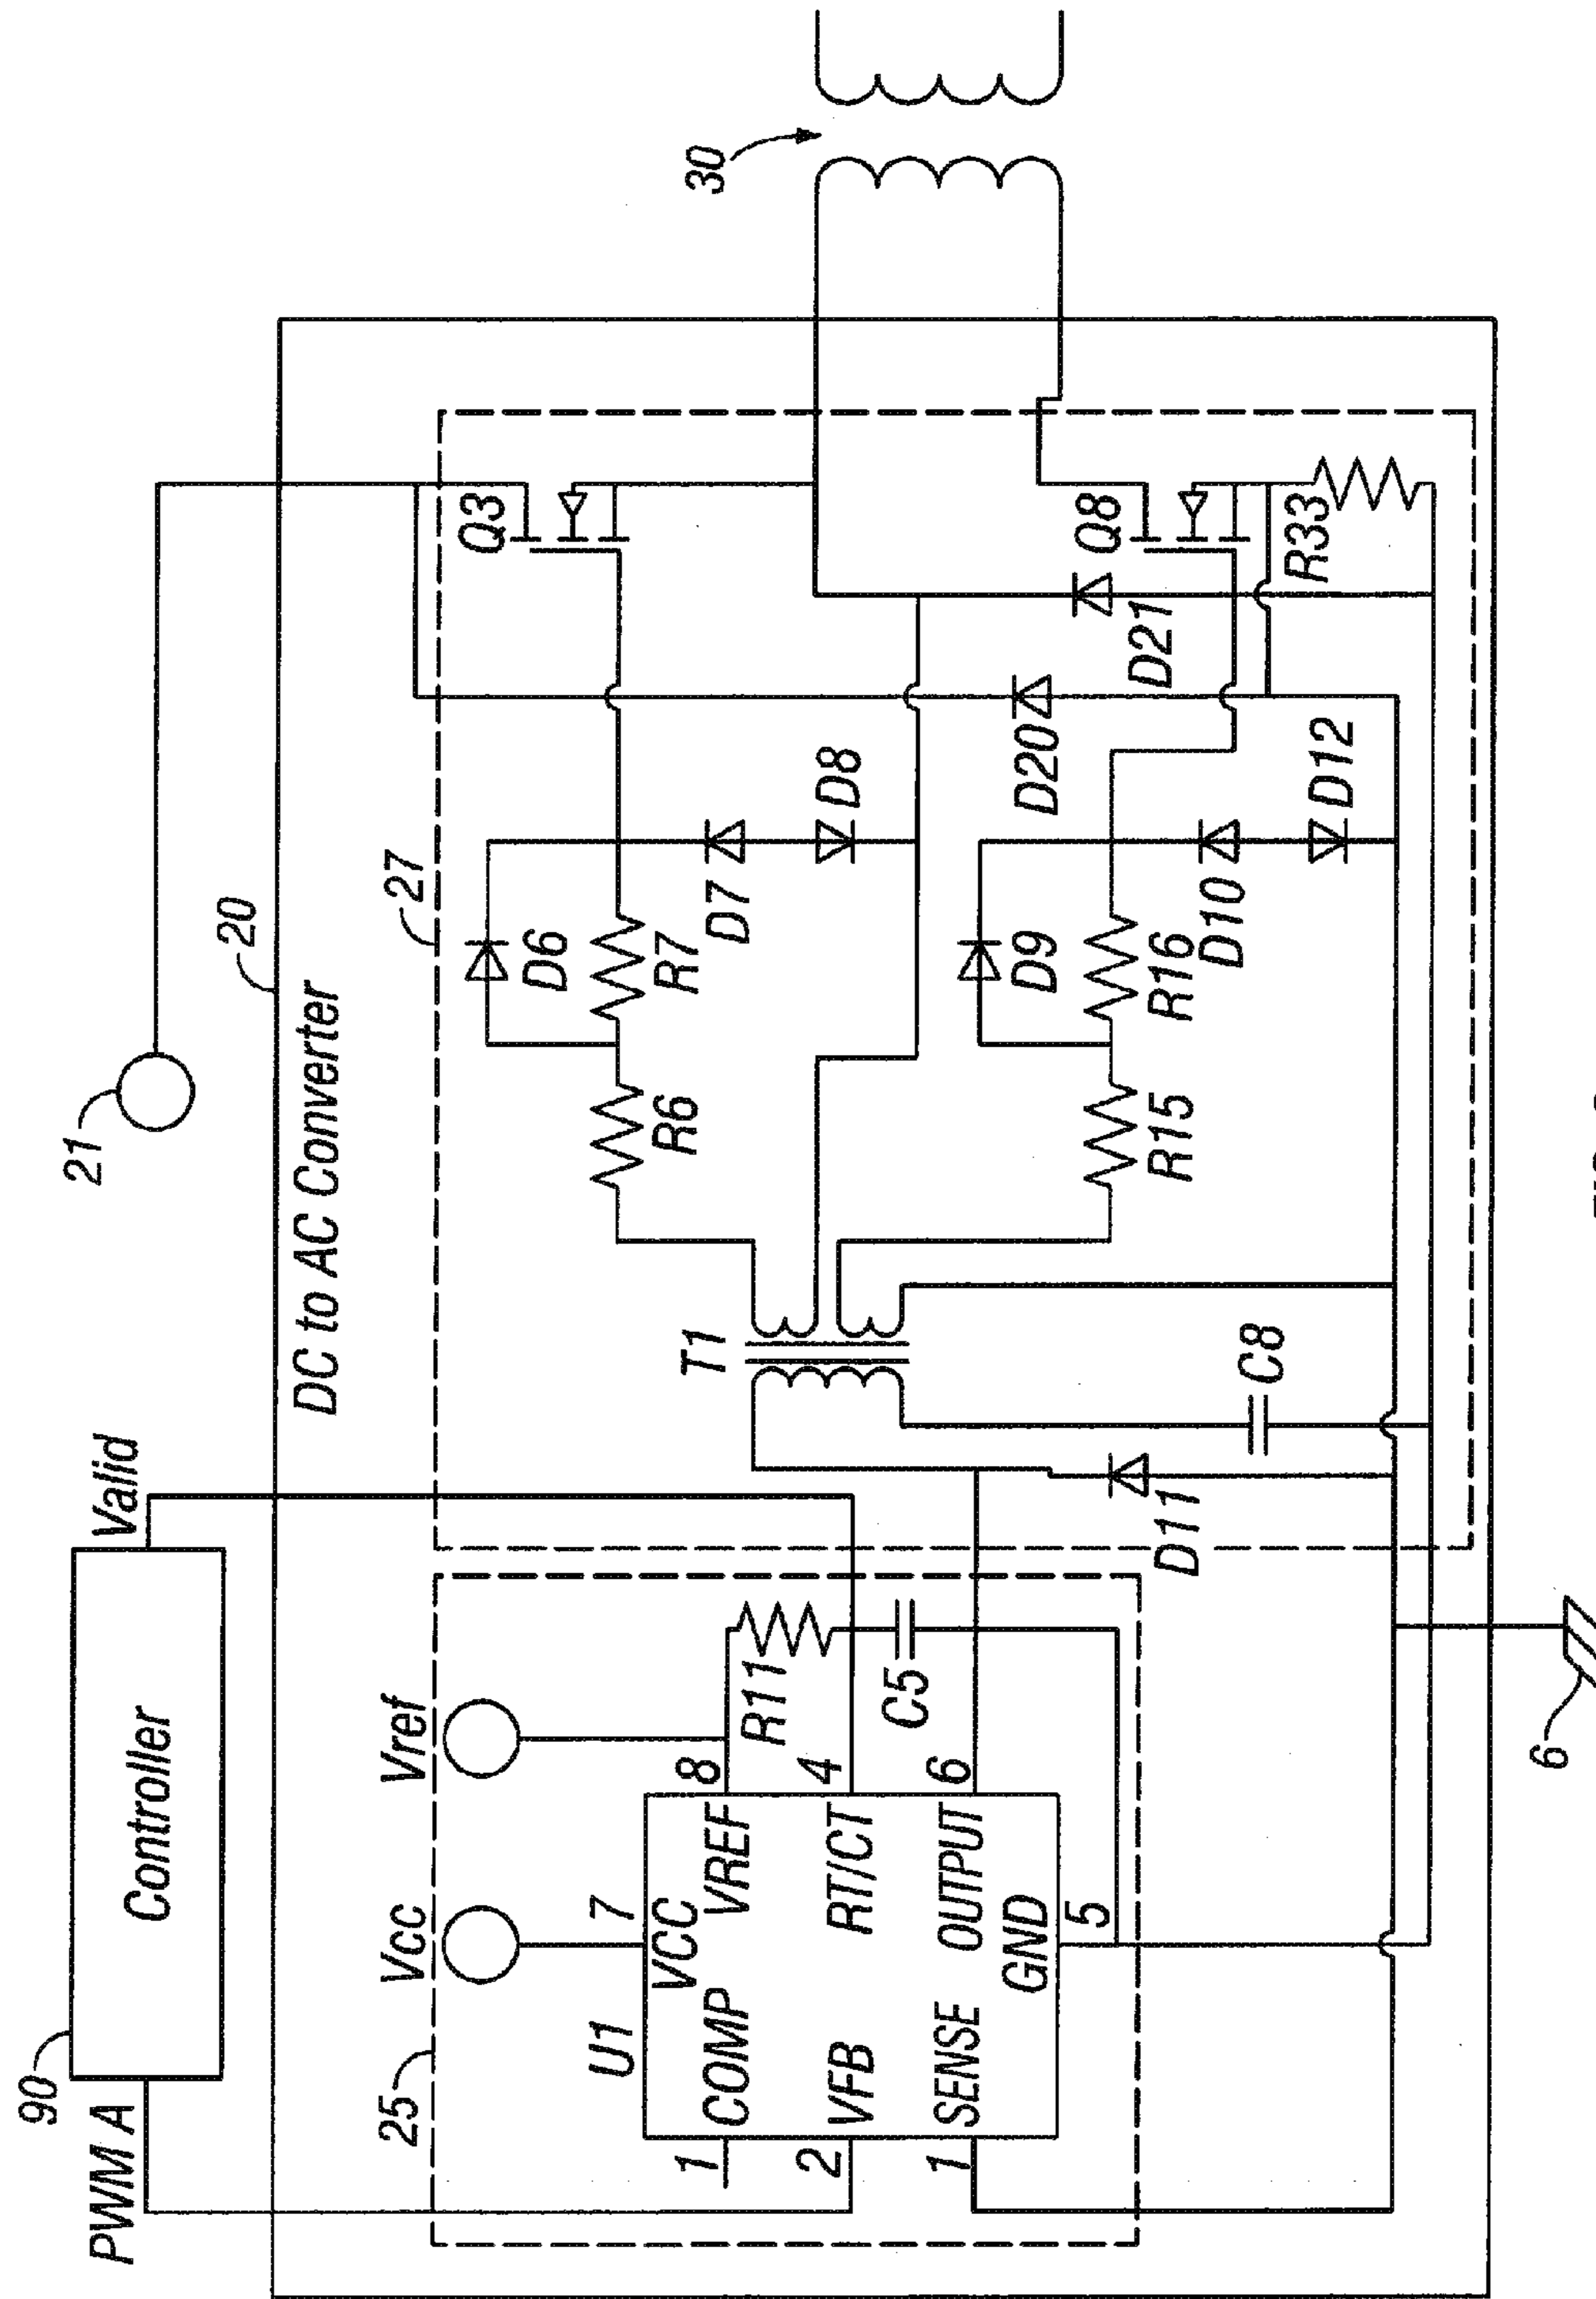 90
Controller
PWM A
Valid
21
20
DC to AC Converter
25
Vcc
Vref
27
U1
7
VCC
1
COMP
VREF
8
2
VFB
RT/CT
4
1
SENSE
OUTPUT
6
GND
5
R11
C5
T1
D11
C8
R6
D6
R7
D7
D8
R15
D9
R16
D10
D12
D20
D21
Q3
Q8
R33
30
6